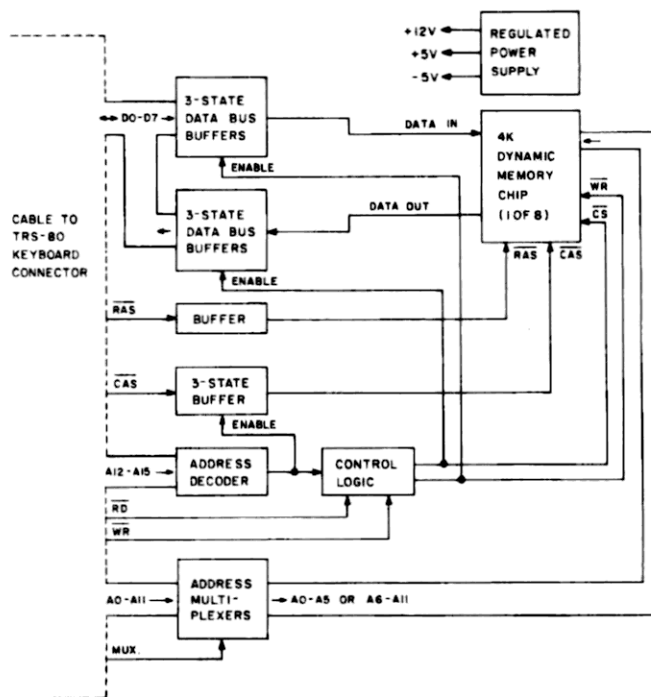 +12V
+5V
-5V
REGULATED
POWER
SUPPLY
3-STATE
DATA BUS
BUFFERS
D0-D7
DATA IN
4K
DYNAMIC
MEMORY
CHIP
(1 OF 8)
ENABLE
WR
CS
3-STATE
DATA BUS
BUFFERS
DATA OUT
RAS
CAS
CABLE TO
TRS-80
KEYBOARD
CONNECTOR
ENABLE
RAS
BUFFER
CAS
3-STATE
BUFFER
ENABLE
A12-A15
ADDRESS
DECODER
CONTROL
LOGIC
RD
WR
A0-A11
ADDRESS
MULTI-
PLEXERS
A0-A5 OR A6-A11
MUX.